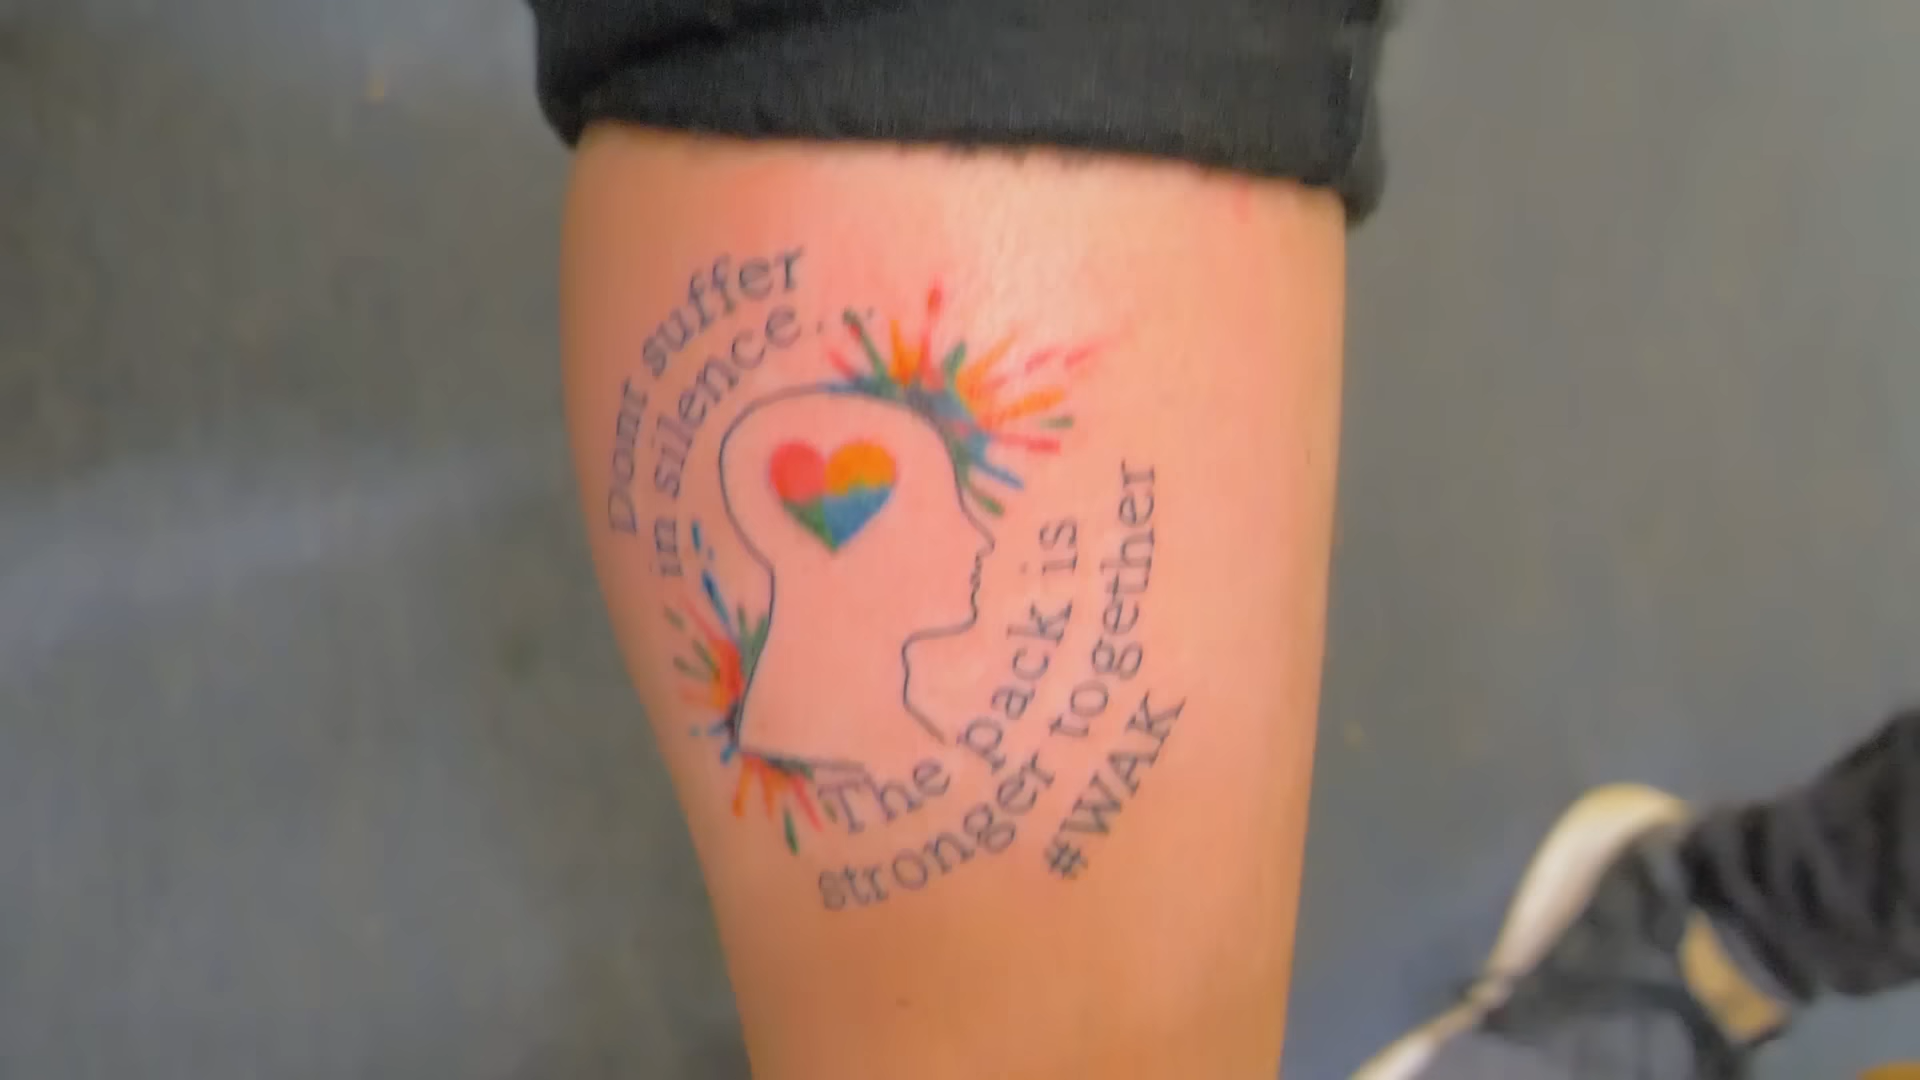 Dont suffer
in silence...
The pack is
stronger together
#WAK